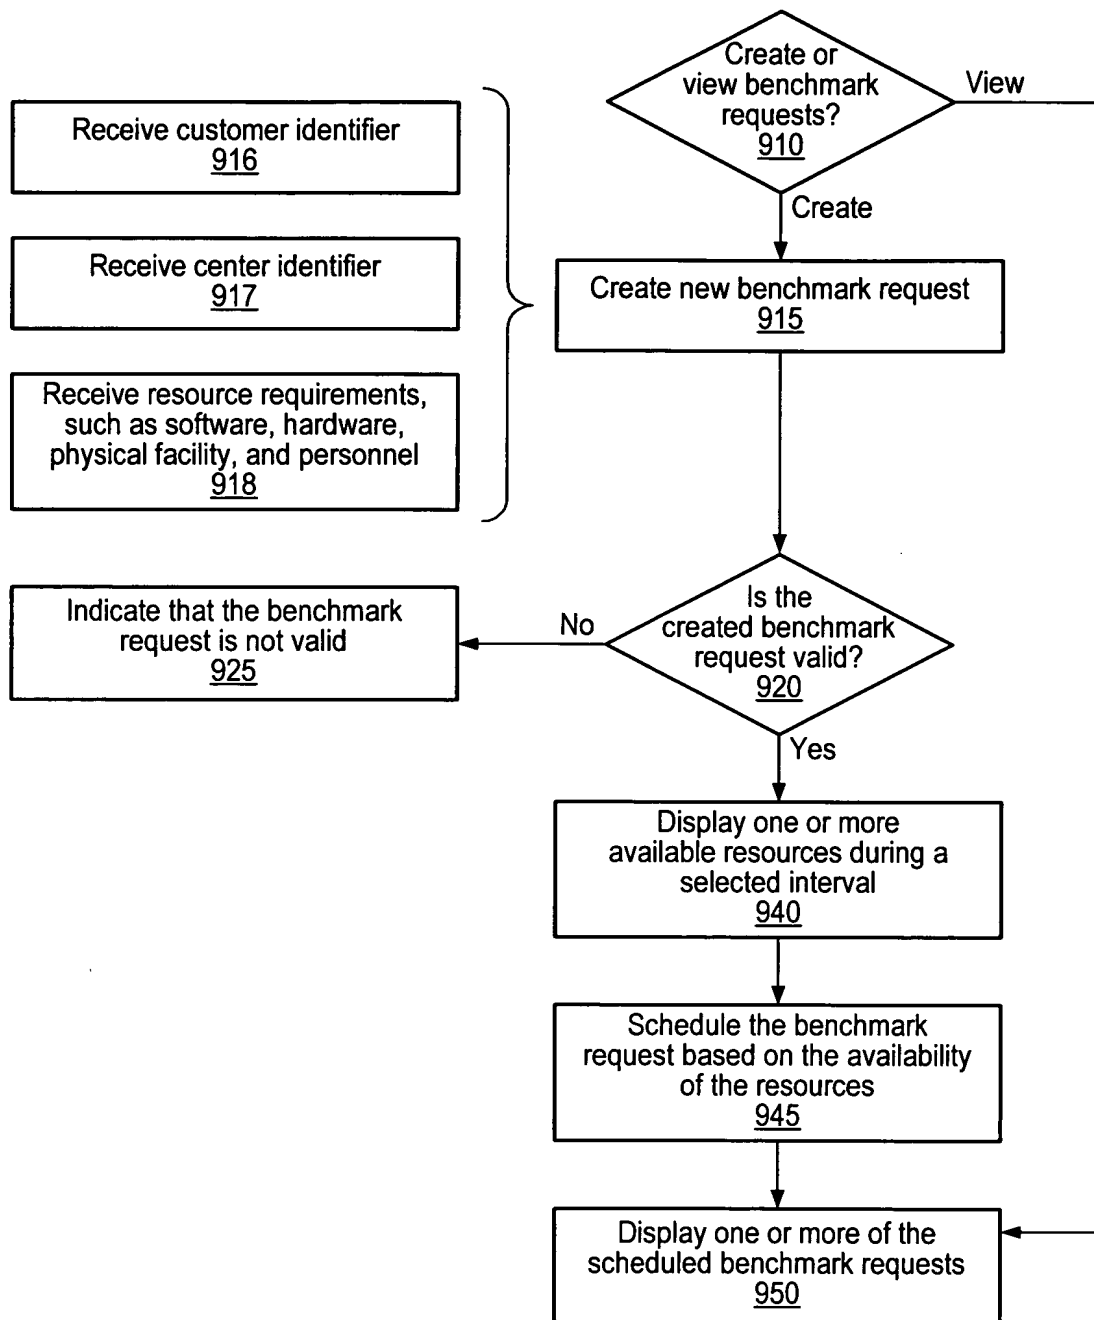 Create or
view benchmark
requests?
910
View
Create
Receive customer identifier
916
Receive center identifier
917
Receive resource requirements,
such as software, hardware,
physical facility, and personnel
918
Create new benchmark request
915
Is the
created benchmark
request valid?
920
No
Indicate that the benchmark
request is not valid
925
Yes
Display one or more
available resources during a
selected interval
940
Schedule the benchmark
request based on the availability
of the resources
945
Display one or more of the
scheduled benchmark requests
950